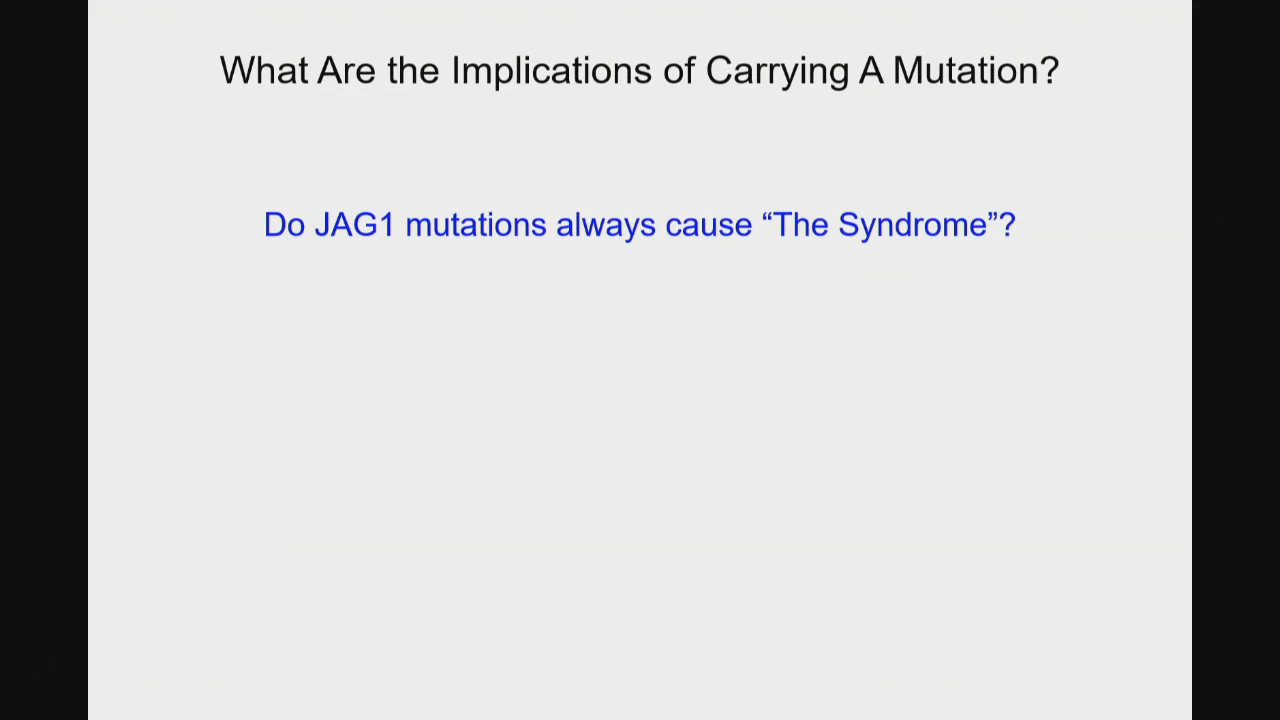 What Are the Implications of Carrying A Mutation?
Do JAG1 mutations always cause “The Syndrome”?